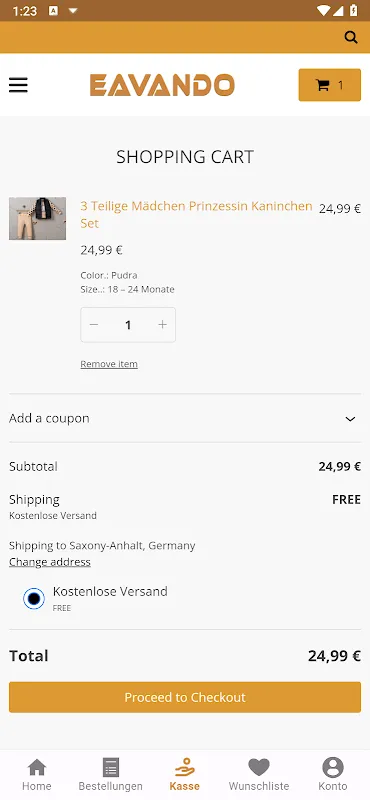 1:23
EAVANDO
1
SHOPPING CART
3 Teilige Mädchen Prinzessin Kaninchen 24,99 €
Set
24,99 €
Color.: Pudra
Size..: 18 – 24 Monate
− 1 +
Remove item
Add a coupon
Subtotal 24,99 €
Shipping FREE
Kostenlose Versand
Shipping to Saxony-Anhalt, Germany
Change address
Kostenlose Versand
FREE
Total 24,99 €
Proceed to Checkout
Home Bestellungen Kasse Wunschliste Konto